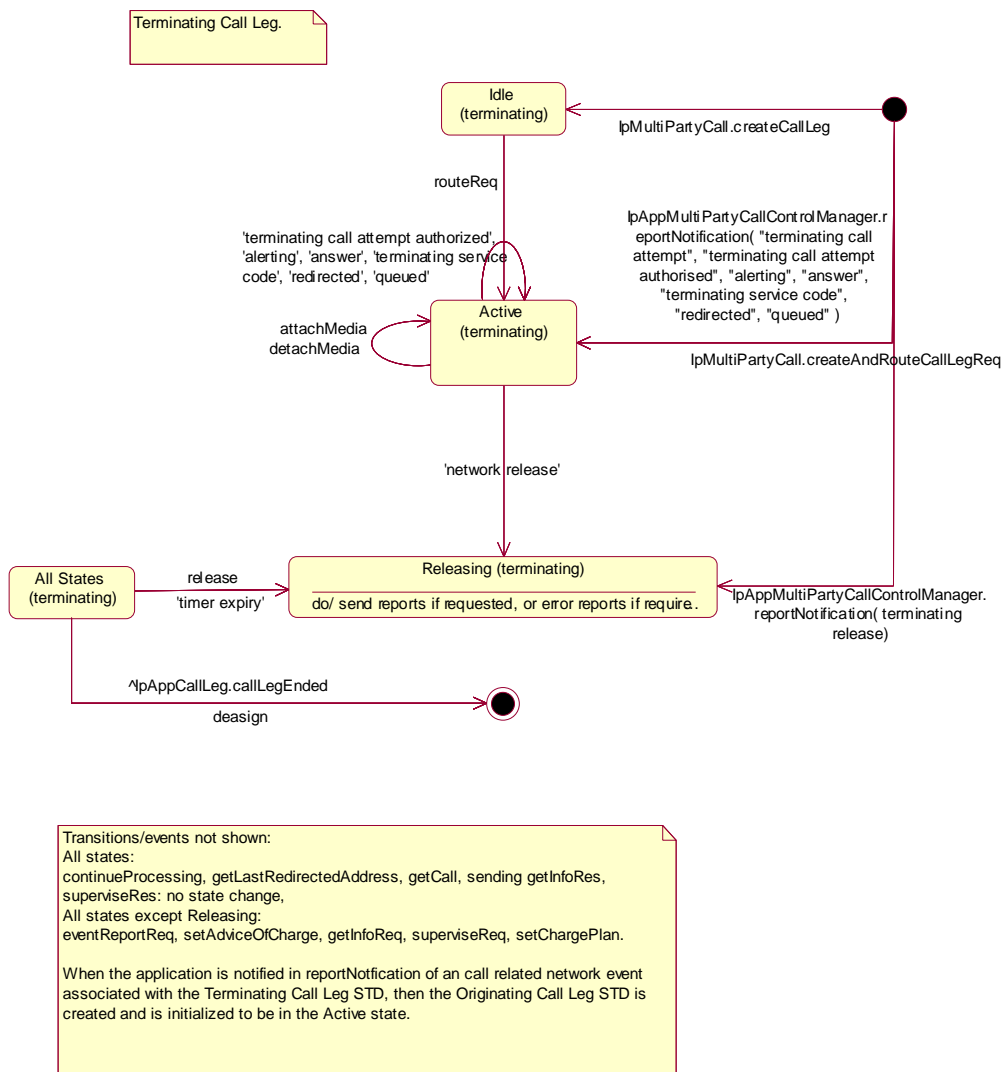 Terminating Call Leg.
Idle
(terminating)
IpMultiPartyCall.createCallLeg
routeReq
IpAppMultiPartyCallControlManager.r
eportNotification( "terminating call
attempt", "terminating call attempt
authorised", "alerting", "answer",
"terminating service code",
"redirected", "queued" )
'terminating call attempt authorized',
'alerting', 'answer', 'terminating service
code', 'redirected', 'queued'
Active
(terminating)
attachMedia
detachMedia
IpMultiPartyCall.createAndRouteCallLegReq
'network release'
All States
(terminating)
release
'timer expiry'
Releasing (terminating)
do/ send reports if requested, or error reports if require..
IpAppMultiPartyCallControlManager.
reportNotification( terminating
release)
^IpAppCallLeg.callLegEnded
deasign
Transitions/events not shown:
All states:
continueProcessing, getLastRedirectedAddress, getCall, sending getInfoRes,
superviseRes: no state change,
All states except Releasing:
eventReportReq, setAdviceOfCharge, getInfoReq, superviseReq, setChargePlan.
When the application is notified in reportNotfication of an call related network event
associated with the Terminating Call Leg STD, then the Originating Call Leg STD is
created and is initialized to be in the Active state.